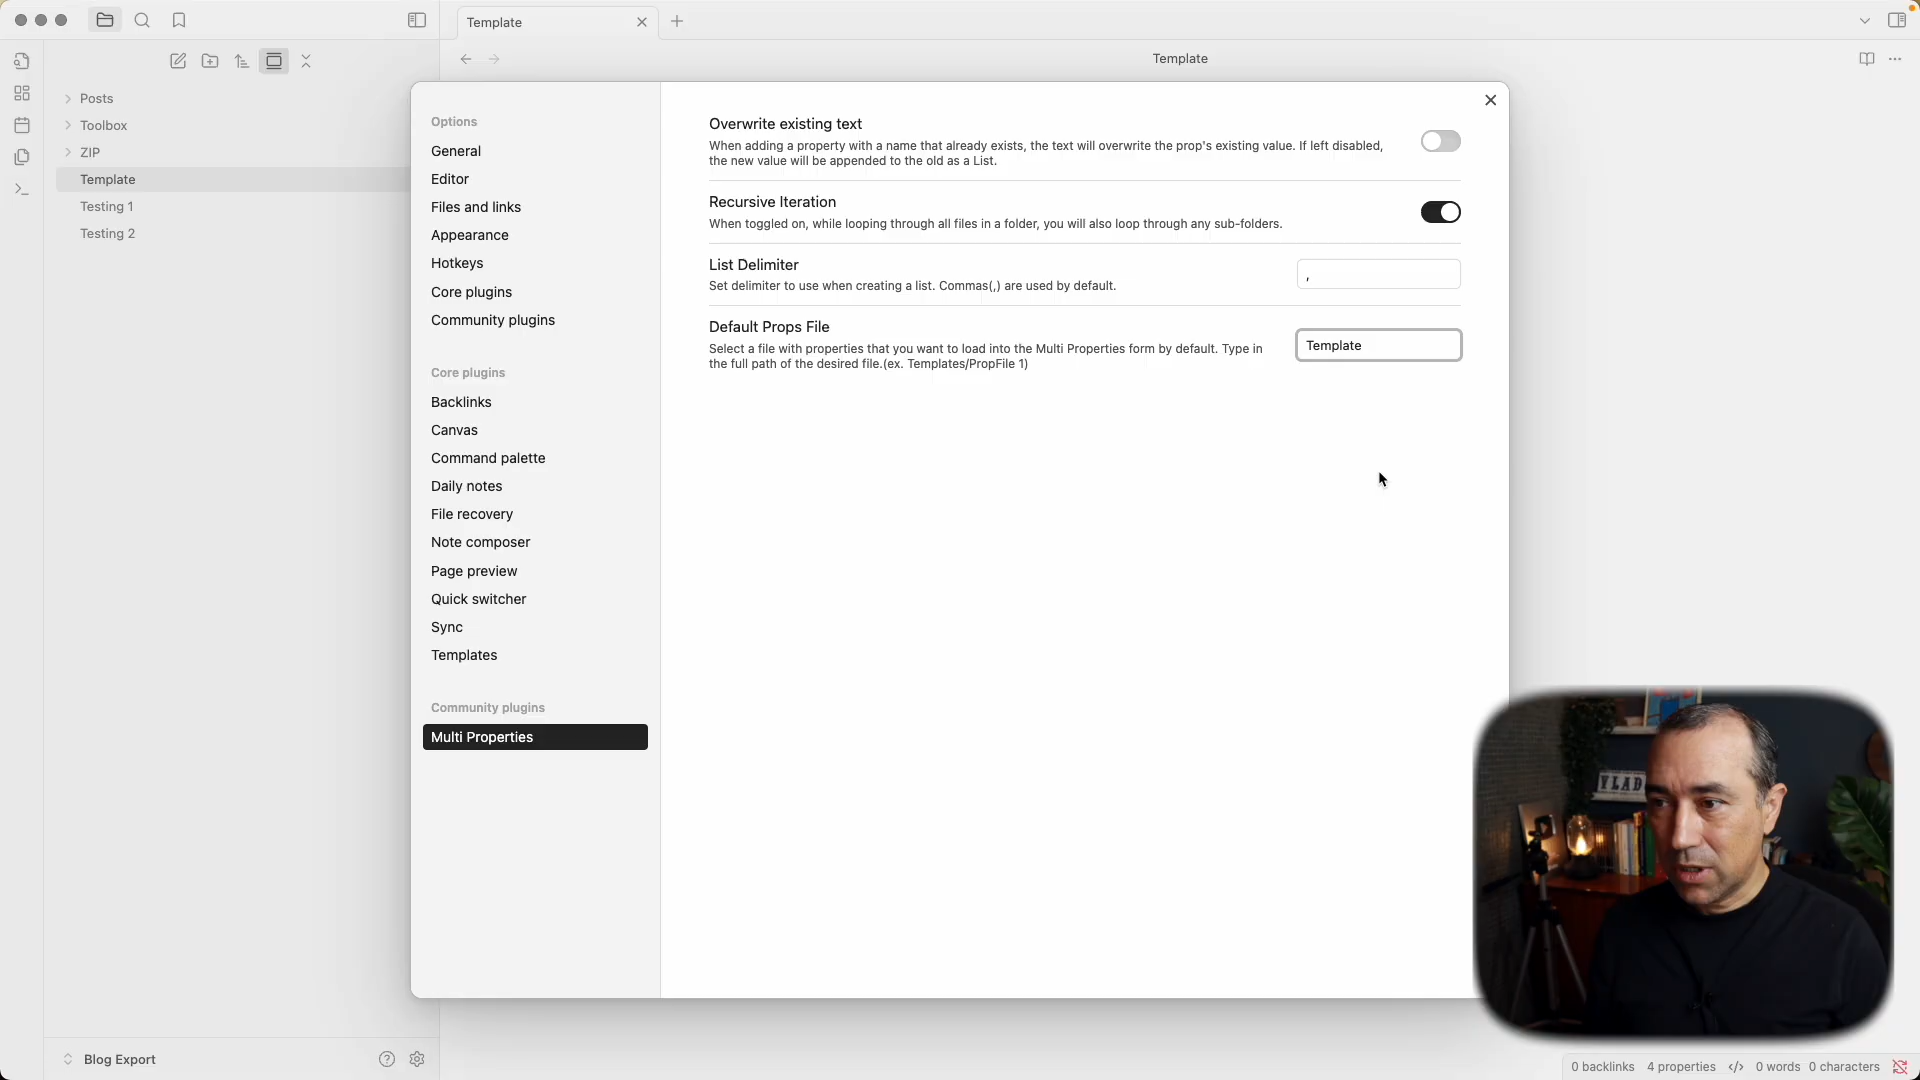 Template
Template
Posts
Toolbox
ZIP
Template
Testing 1
Testing 2
Blog Export
Options
General
Editor
Files and links
Appearance
Hotkeys
Core plugins
Community plugins
Core plugins
Backlinks
Canvas
Command palette
Daily notes
File recovery
Note composer
Page preview
Quick switcher
Sync
Templates
Community plugins
Multi Properties
Overwrite existing text
When adding a property with a name that already exists, the text will overwrite the prop's existing value. If left disabled,
the new value will be appended to the old as a List.
Recursive Iteration
When toggled on, while looping through all files in a folder, you will also loop through any sub-folders.
List Delimiter
Set delimiter to use when creating a list. Commas(,) are used by default.
,
Default Props File
Select a file with properties that you want to load into the Multi Properties form by default. Type in
the full path of the desired file.(ex. Templates/PropFile 1)
Template
VLAD
0 backlinks 4 properties </> 0 words 0 characters